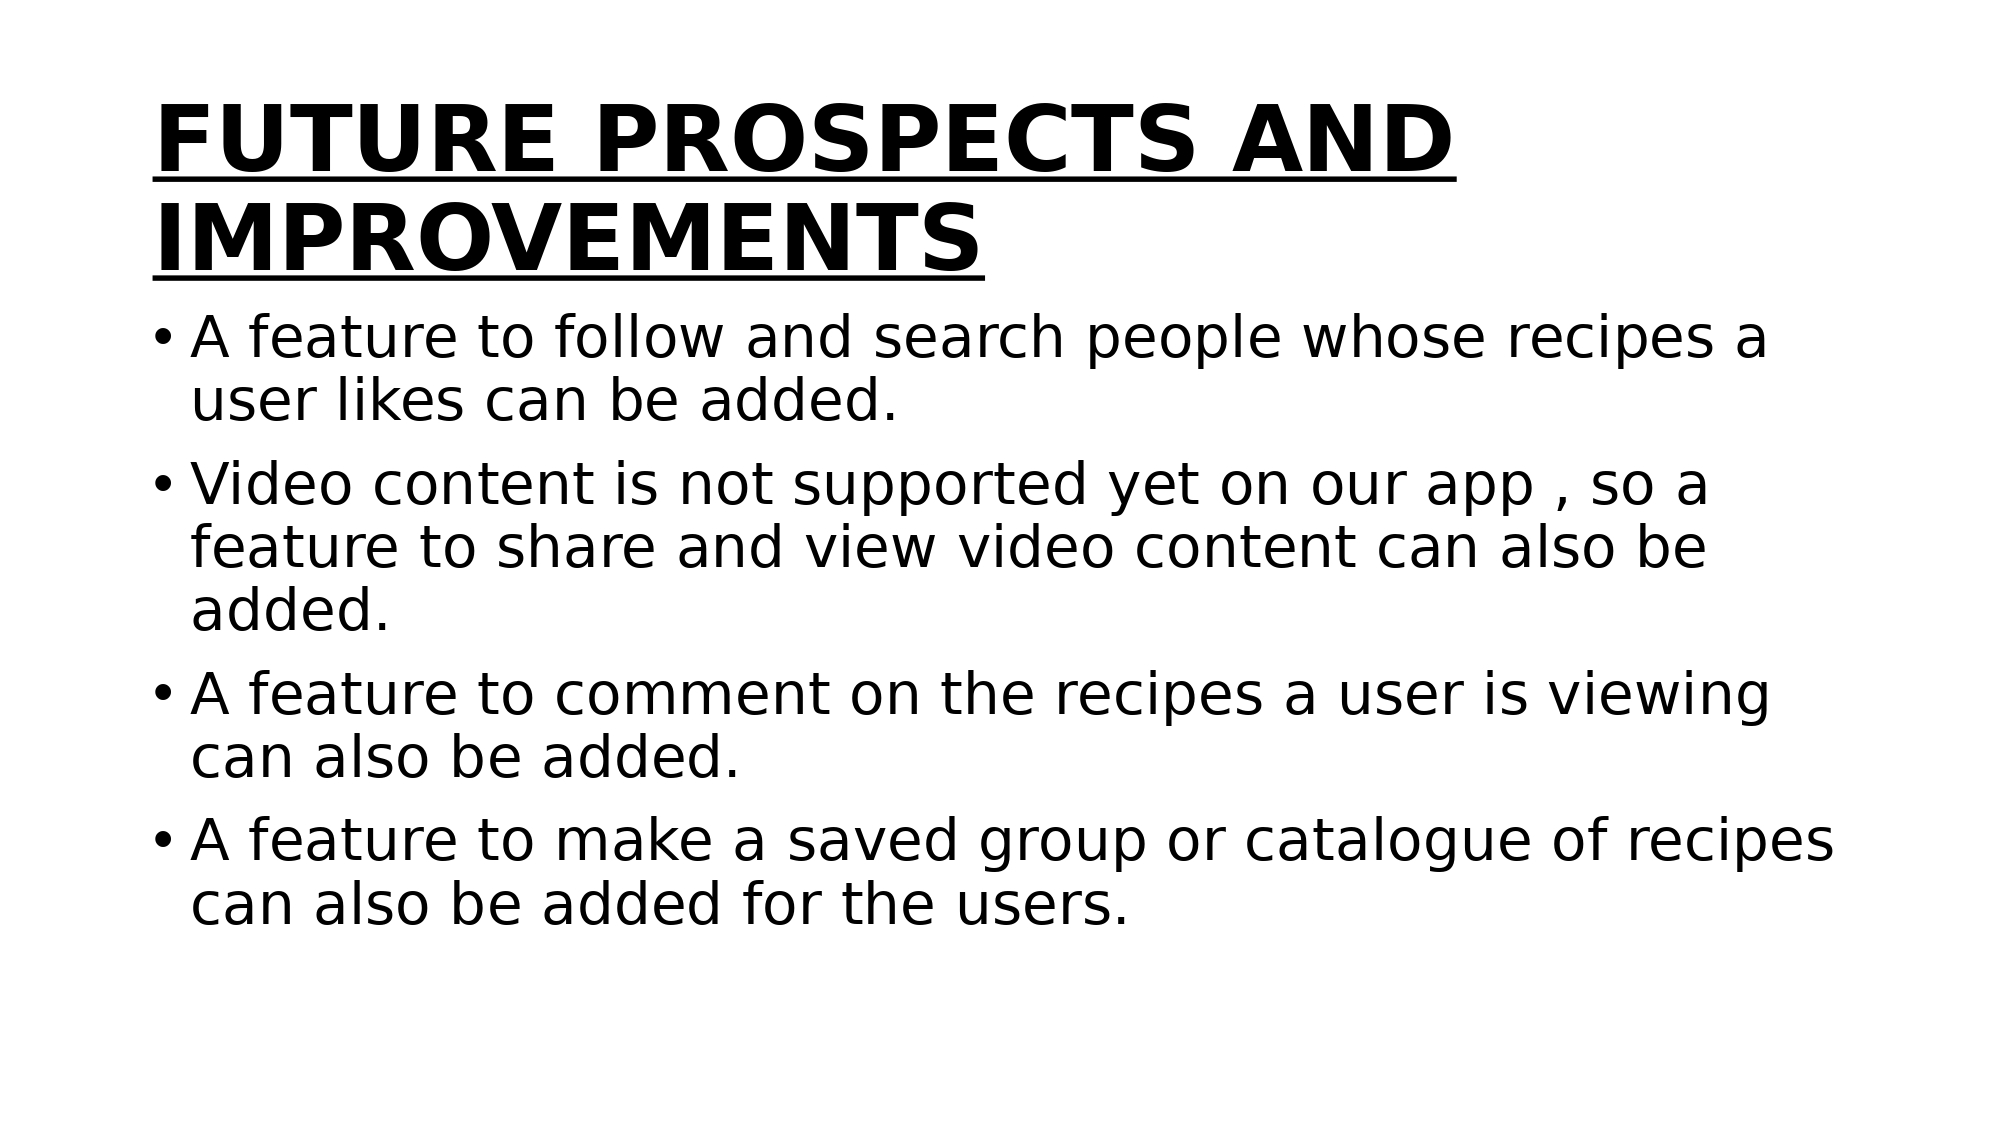 FUTURE PROSPECTS AND
IMPROVEMENTS
• A feature to follow and search people whose recipes a
user likes can be added.
• Video content is not supported yet on our app , so a
feature to share and view video content can also be
added.
• A feature to comment on the recipes a user is viewing
can also be added.
• A feature to make a saved group or catalogue of recipes
can also be added for the users.